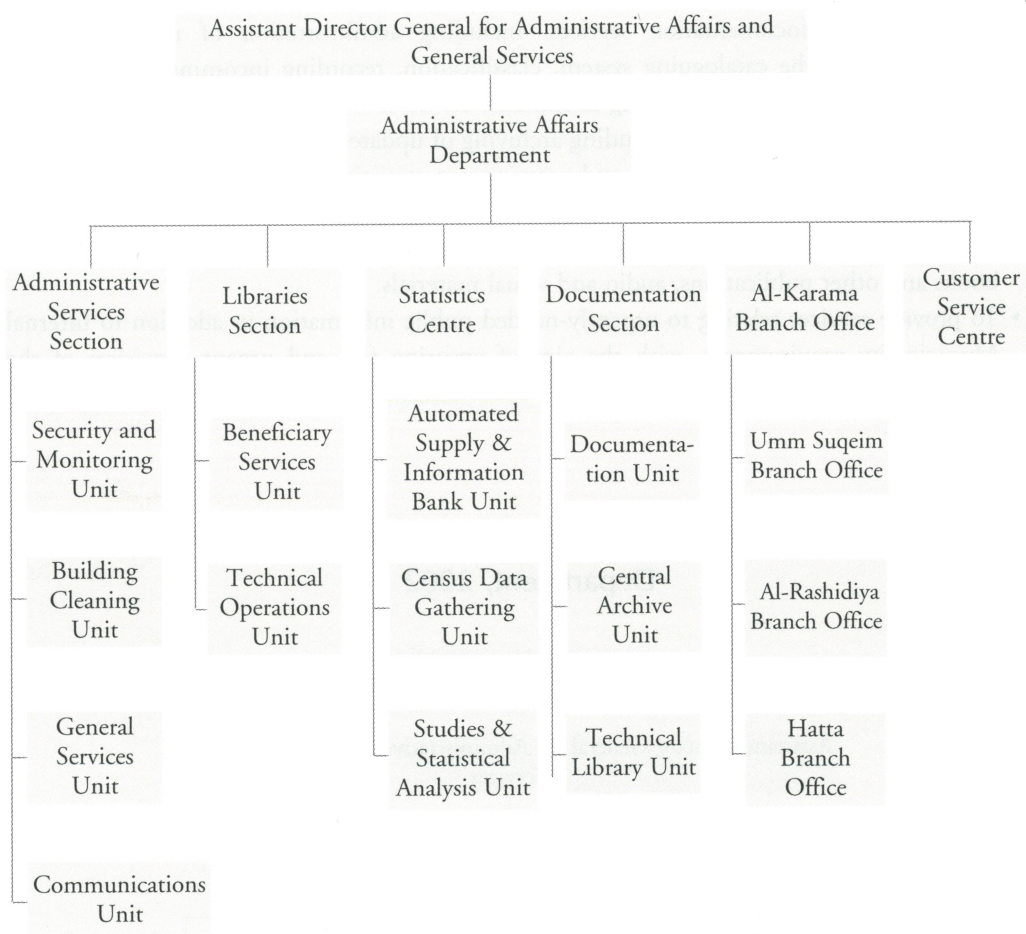 Assistant Director General for Administrative Affairs and
General Services
Administrative Affairs
Department
Administrative
Services
Section
Libraries
Section
Statistics
Centre
Documentation
Section
Al-Karama
Branch Office
Customer
Service
Centre
Security and
Monitoring
Unit
Beneficiary
Services
Unit
Automated
Supply &
Information
Bank Unit
Documenta-
tion Unit
Umm Suqeim
Branch Office
Building
Cleaning
Unit
Technical
Operations
Unit
Census Data
Gathering
Unit
Central
Archive
Unit
Al-Rashidiya
Branch Office
General
Services
Unit
Studies &
Statistical
Analysis Unit
Technical
Library Unit
Hatta
Branch
Office
Communications
Unit